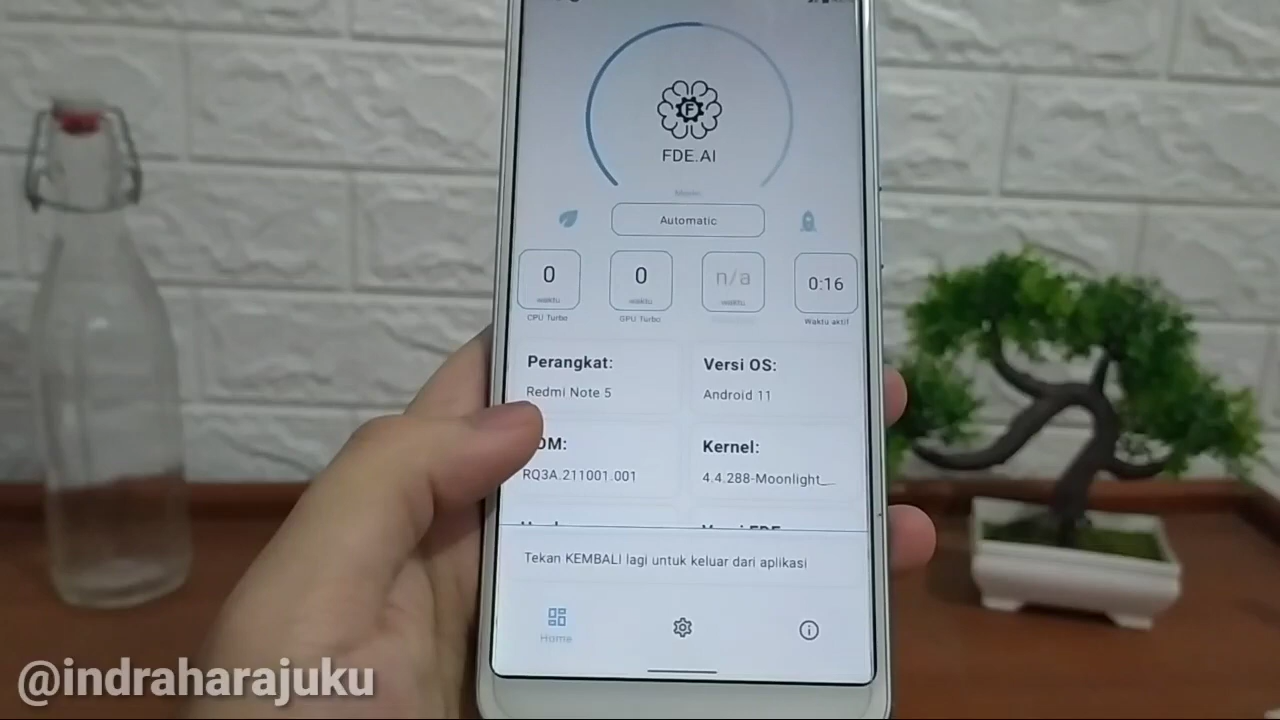 F
FDE.AI
Automatic
0
waktu
CPU Turbo
0
waktu
GPU Turbo
n/a
waktu
0:16
Waktu aktif
Perangkat:
Redmi Note 5
Versi OS:
Android 11
RQ3A.211001.001
Kernel:
4.4.288-Moonlight_
Tekan KEMBALI lagi untuk keluar dari aplikasi
Home
@indraharajuku